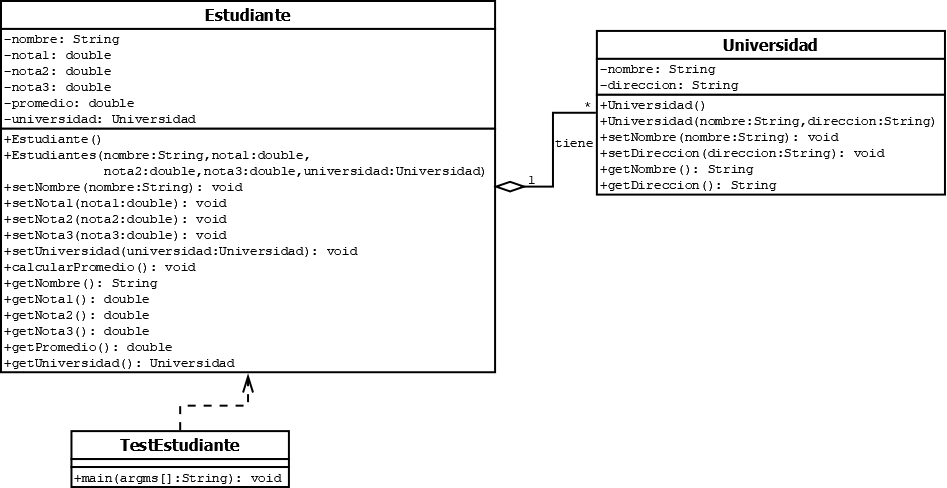 Estudiante
-nombre: String
-nota1: double
-nota2: double
-nota3: double
-promedio: double
-universidad: Universidad
+Estudiante()
+Estudiantes(nombre:String,nota1:double,
nota2:double,nota3:double,universidad:Universidad)
+setNombre(nombre:String): void
+setNota1(nota1:double): void
+setNota2(nota2:double): void
+setNota3(nota3:double): void
+setUniversidad(universidad:Universidad): void
+calcularPromedio(): void
+getNombre(): String
+getNota1(): double
+getNota2(): double
+getNota3(): double
+getPromedio(): double
+getUniversidad(): Universidad
1
tiene
*
Universidad
-nombre: String
-direccion: String
+Universidad()
+Universidad(nombre:String,direccion:String)
+setNombre(nombre:String): void
+setDireccion(direccion:String): void
+getNombre(): String
+getDireccion(): String
TestEstudiante
+main(argms[]:String): void